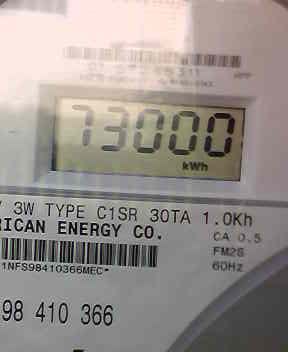 73000
kWh
3W TYPE C1SR 30TA 1.0Kh
RICAN ENERGY CO.
CA 0.5
FM2S
60Hz
1NFS98410366MEC*
98 410 366